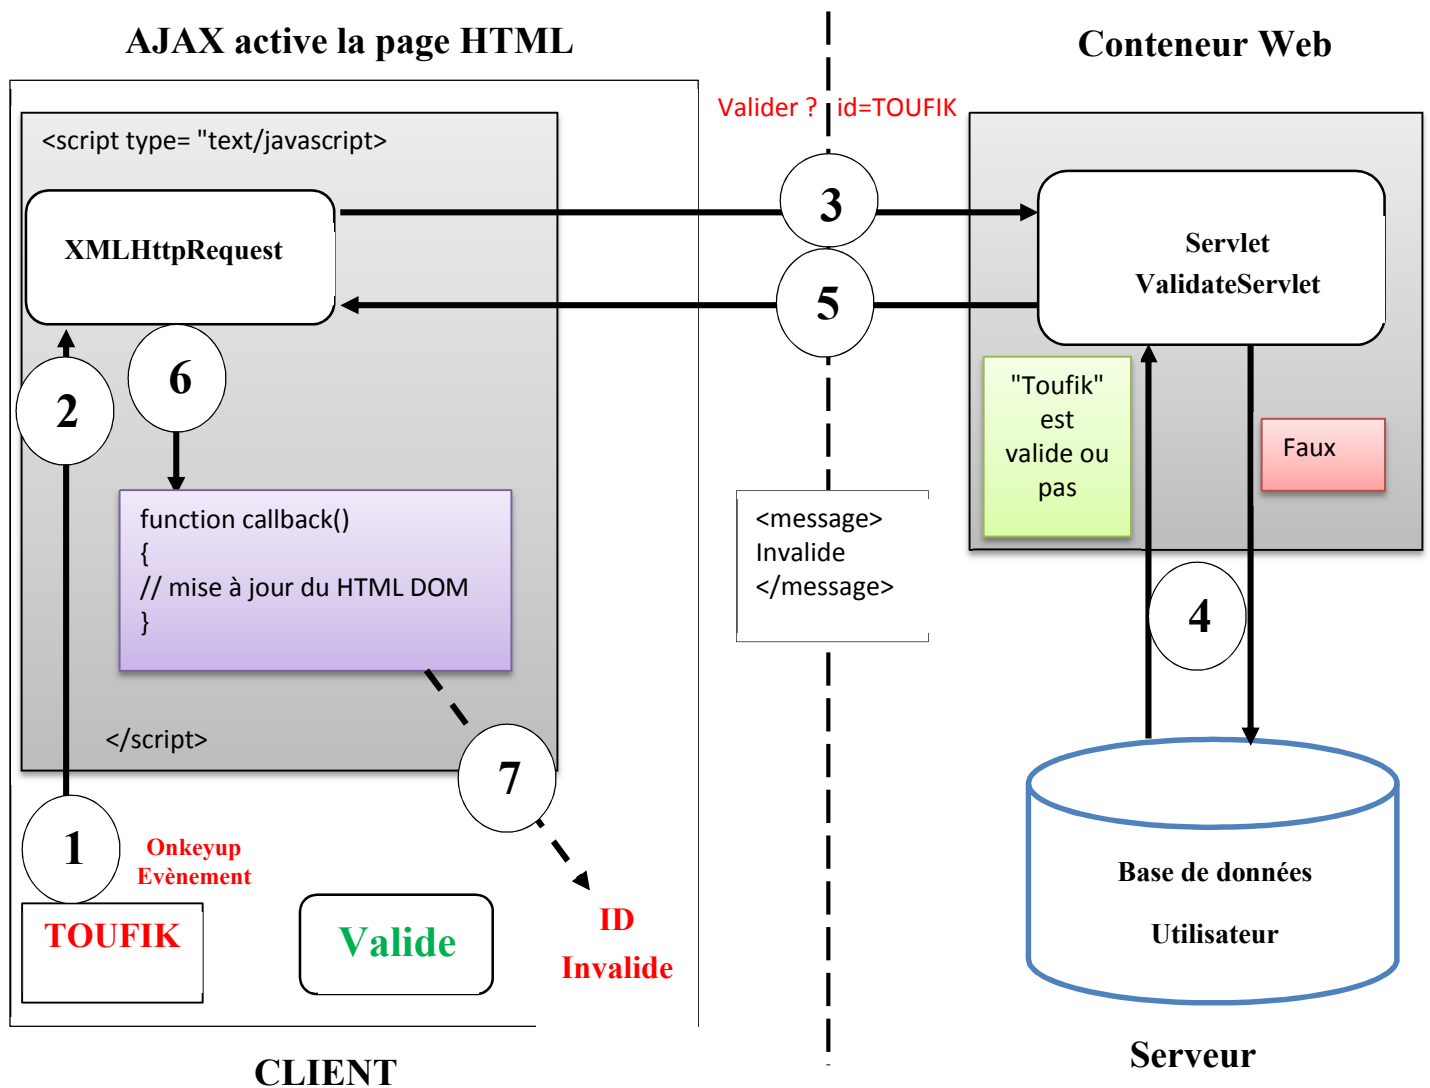 AJAX active la page HTML
Conteneur Web
Valider ? id=TOUFIK
<script type= "text/javascript>
3
XMLHttpRequest
Servlet
ValidateServlet
5
6
2
"Toufik"
est
valide ou
pas
Faux
function callback()
{
// mise à jour du HTML DOM
}
<message>
Invalide
</message>
4
</script>
7
1
Onkeyup
Evènement
TOUFIK
Valide
ID
Invalide
Base de données
Utilisateur
CLIENT
Serveur